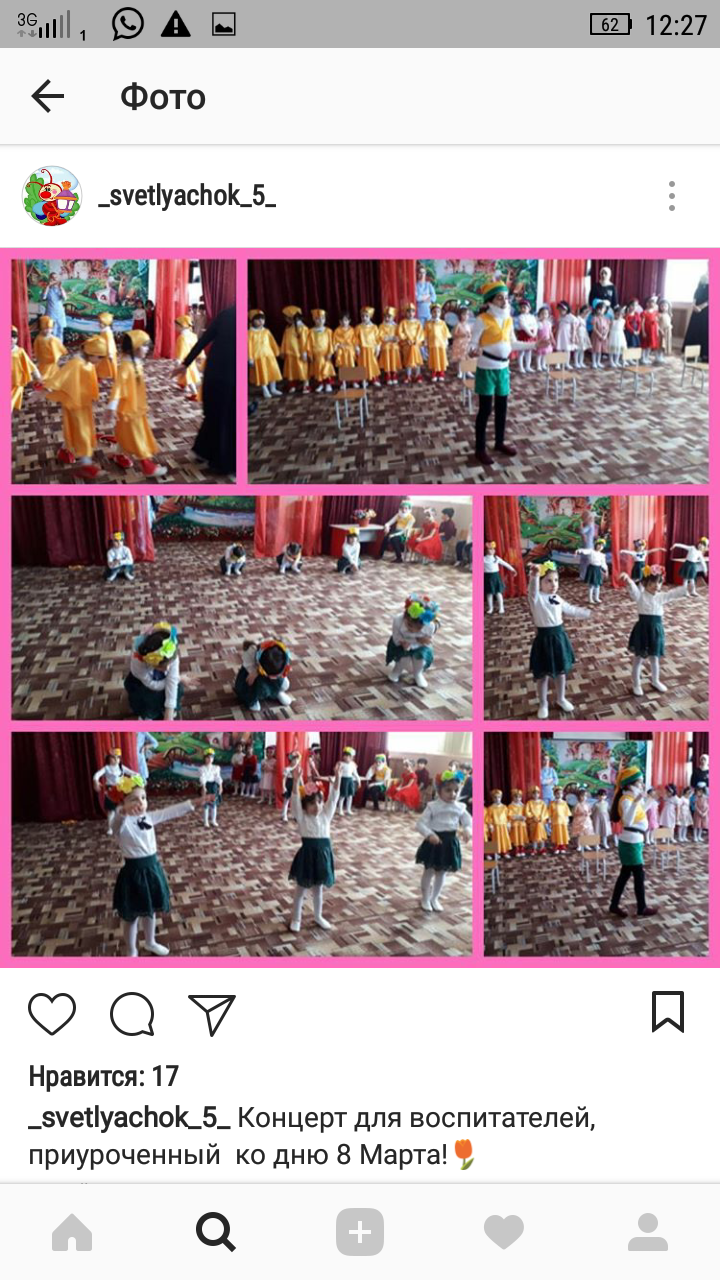 3G 1 62 12:27
Фото
_svetlyachok_5_
Нравится: 17
_svetlyachok_5_ Концерт для воспитателей,
приуроченный ко дню 8 Марта!🌷